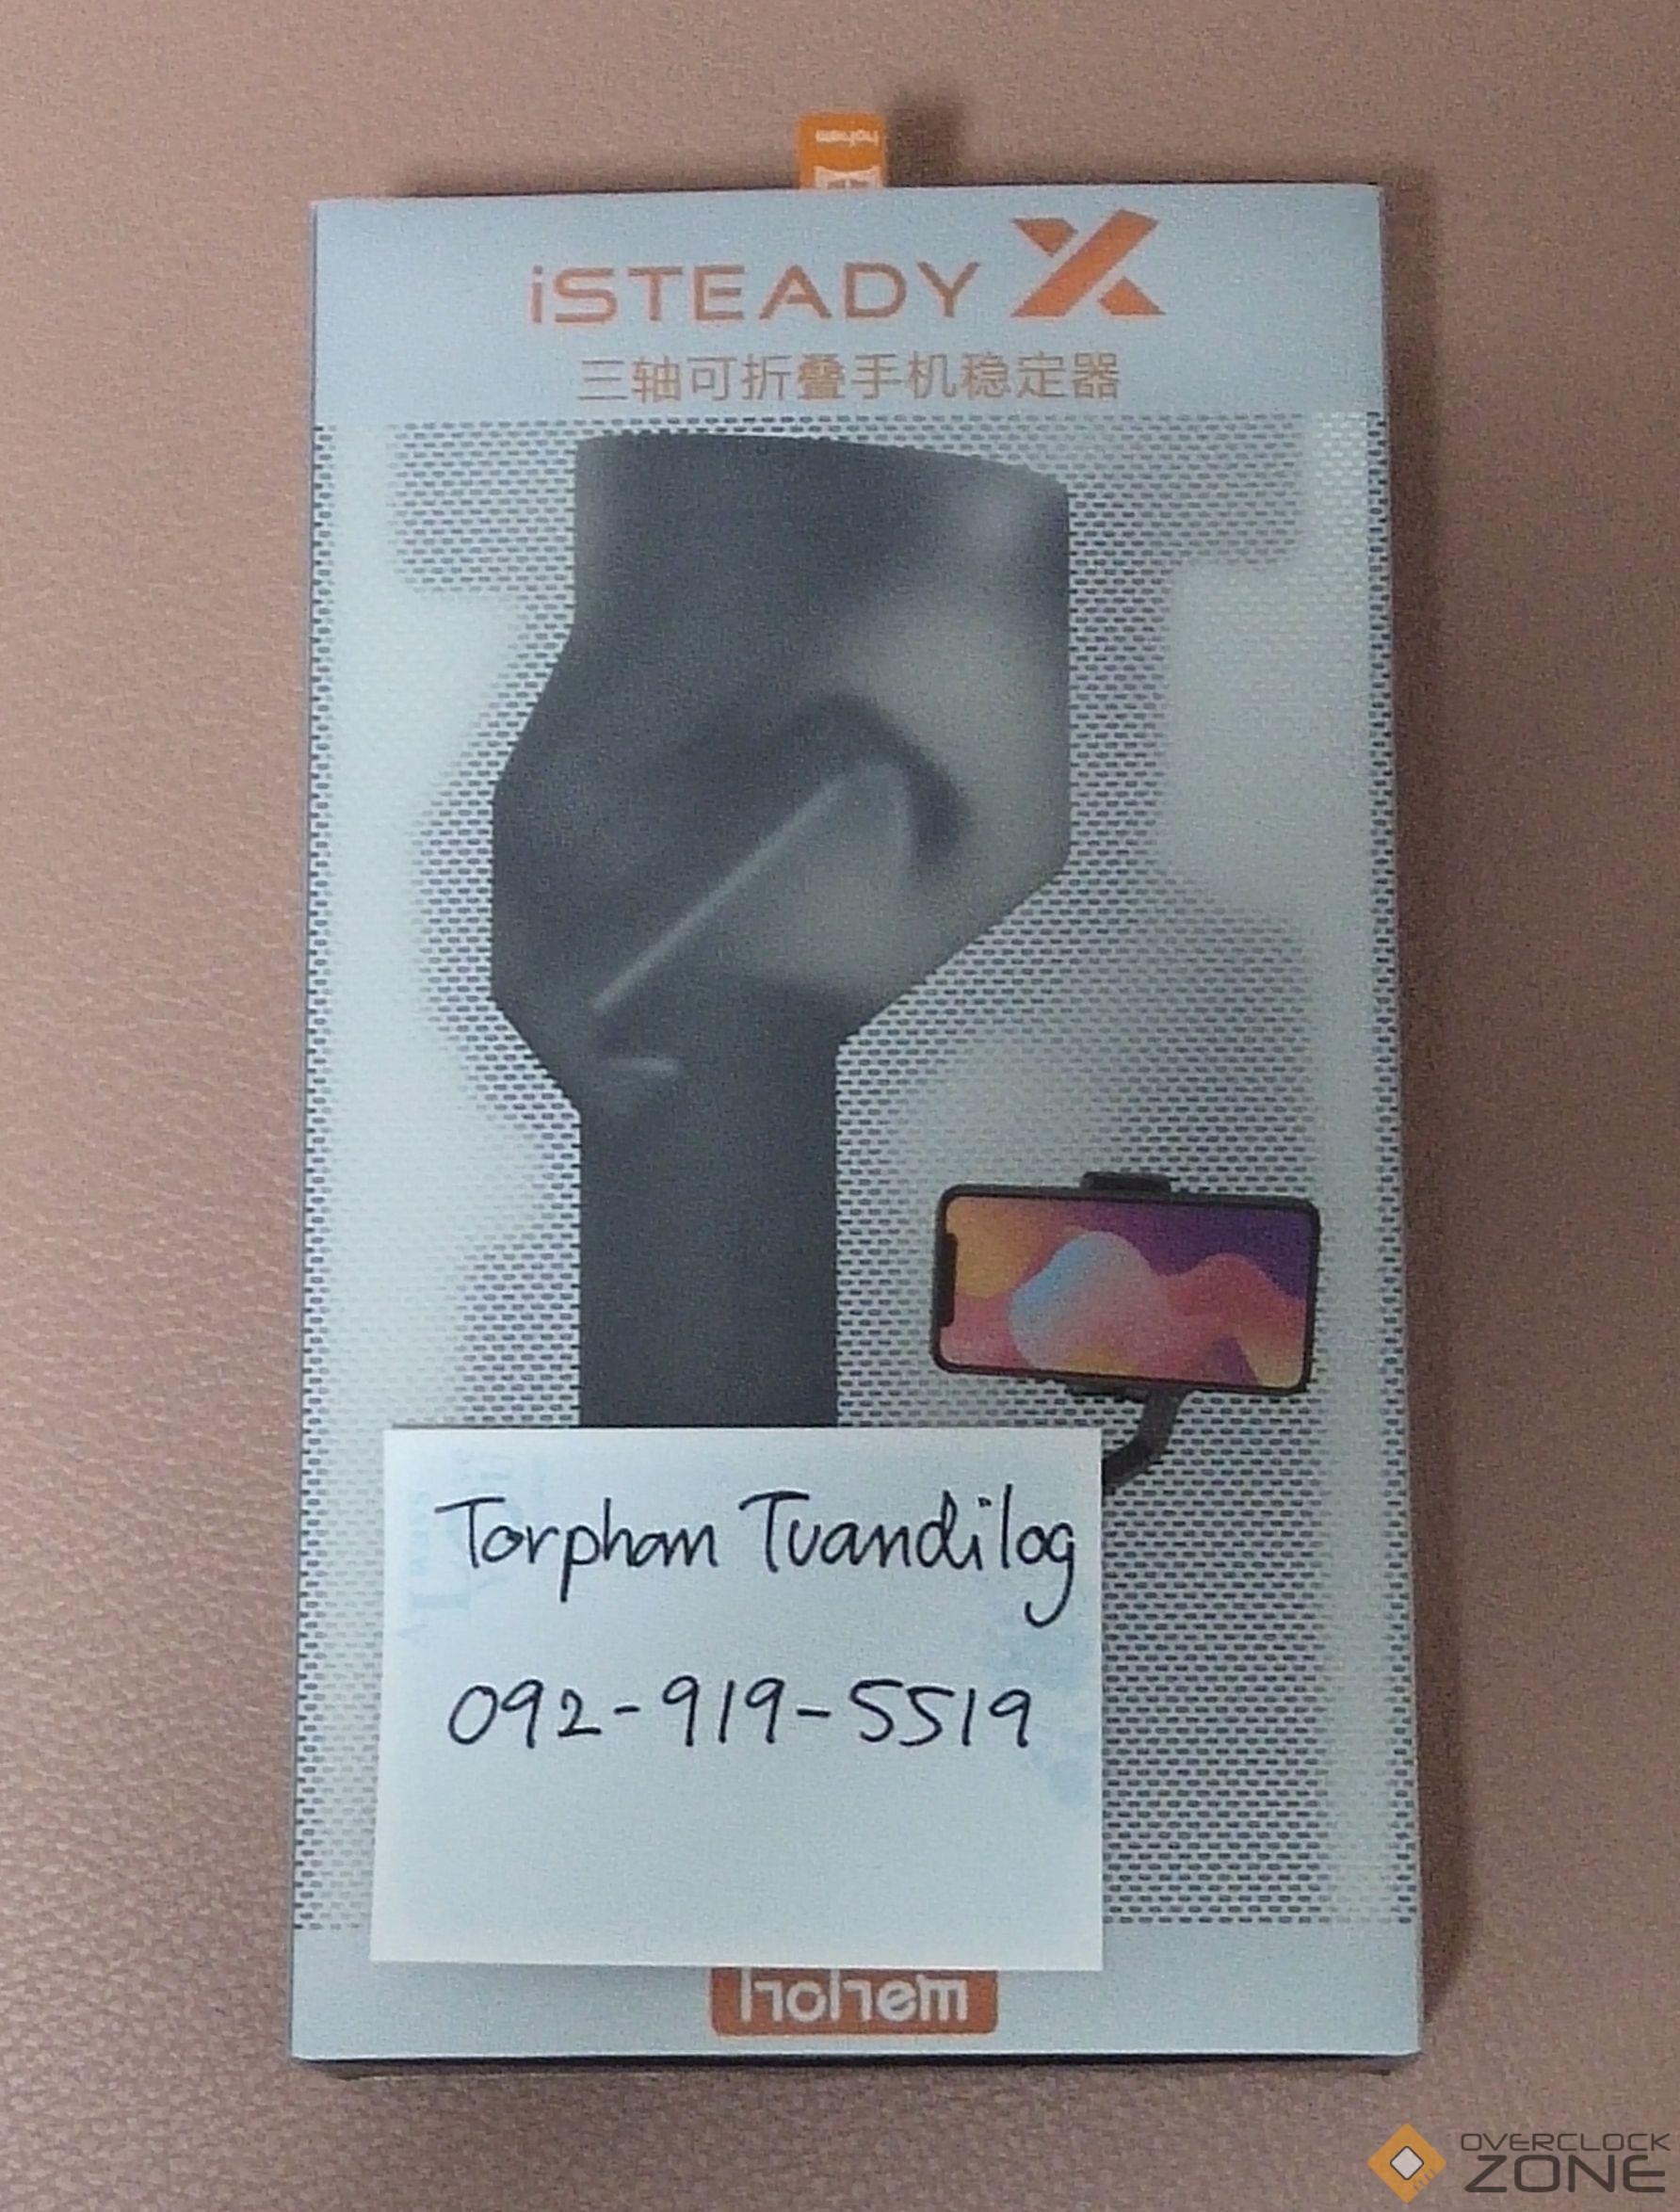 hohem
iSTEADY X
三轴可折叠手机稳定器
Torphan Tuandilog
092-919-5519
hohem
OVERCLOCK
ZONE